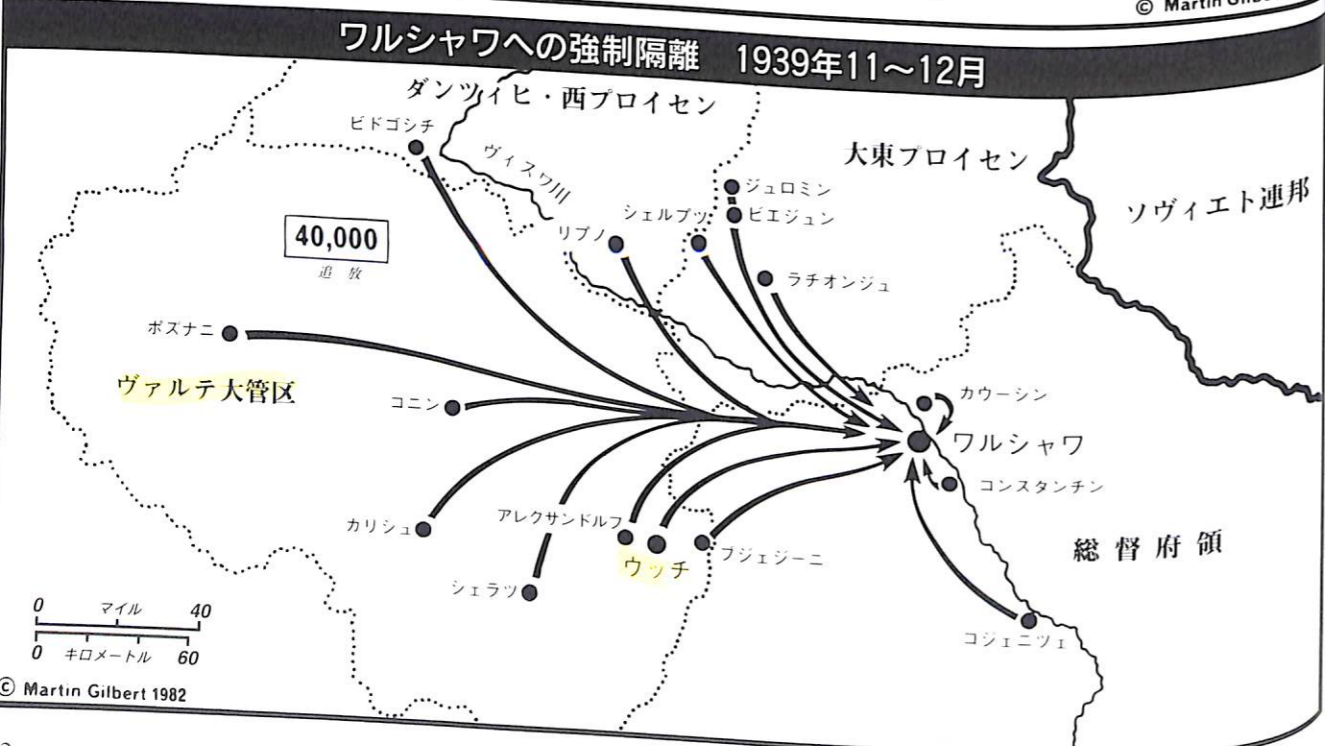 © Martin
ワルシャワへの強制隔離 1939年11〜12月
ダンツィヒ・西プロイセン
ビドゴシチ
ヴィスワ川
大東プロイセン
ソヴィエト連邦
ジュロミン
ビエジュン
シェルプツ
リプノ
40,000
追放
ラチオンジュ
ポズナニ
ヴァルテ大管区
コニン
カウーシン
ワルシャワ
コンスタンチン
カリシュ
アレクサンドルフ
ウッチ
ブジェジーニ
総督府領
シェラツ
コジェニツェ
0 マイル 40
0 キロメートル 60
© Martin Gilbert 1982